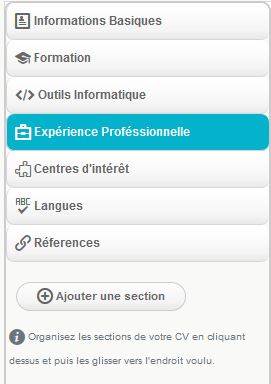 Informations Basiques
Formation
</> Outils Informatique
Expérience Proféssionnelle
Centres d'intérêt
ABC Langues
Réferences
Ajouter une section
Organisez les sections de votre CV en cliquant
dessus et puis les glisser vers l'endroit voulu.